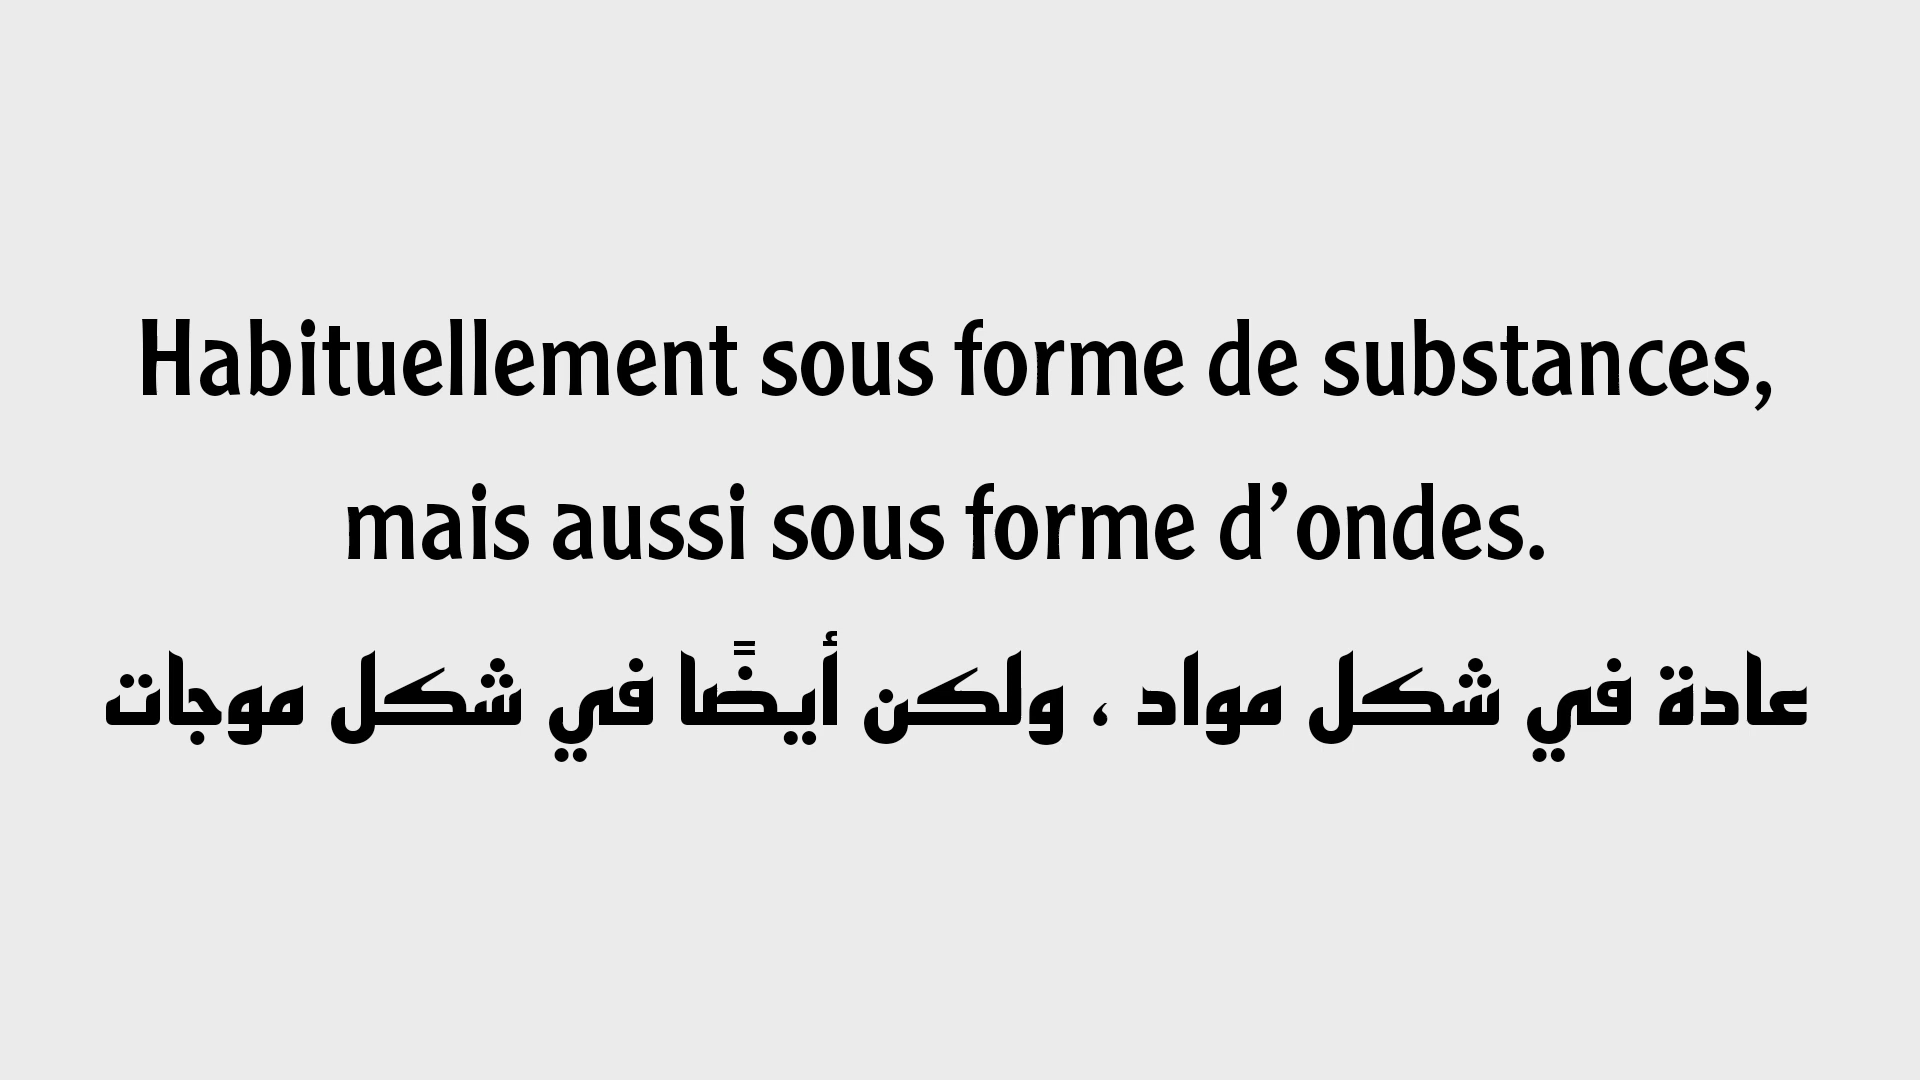 Habituellement sous forme de substances,
mais aussi sous forme d’ondes.
عادة في شكل مواد ، ولكن أيضًا في شكل موجات